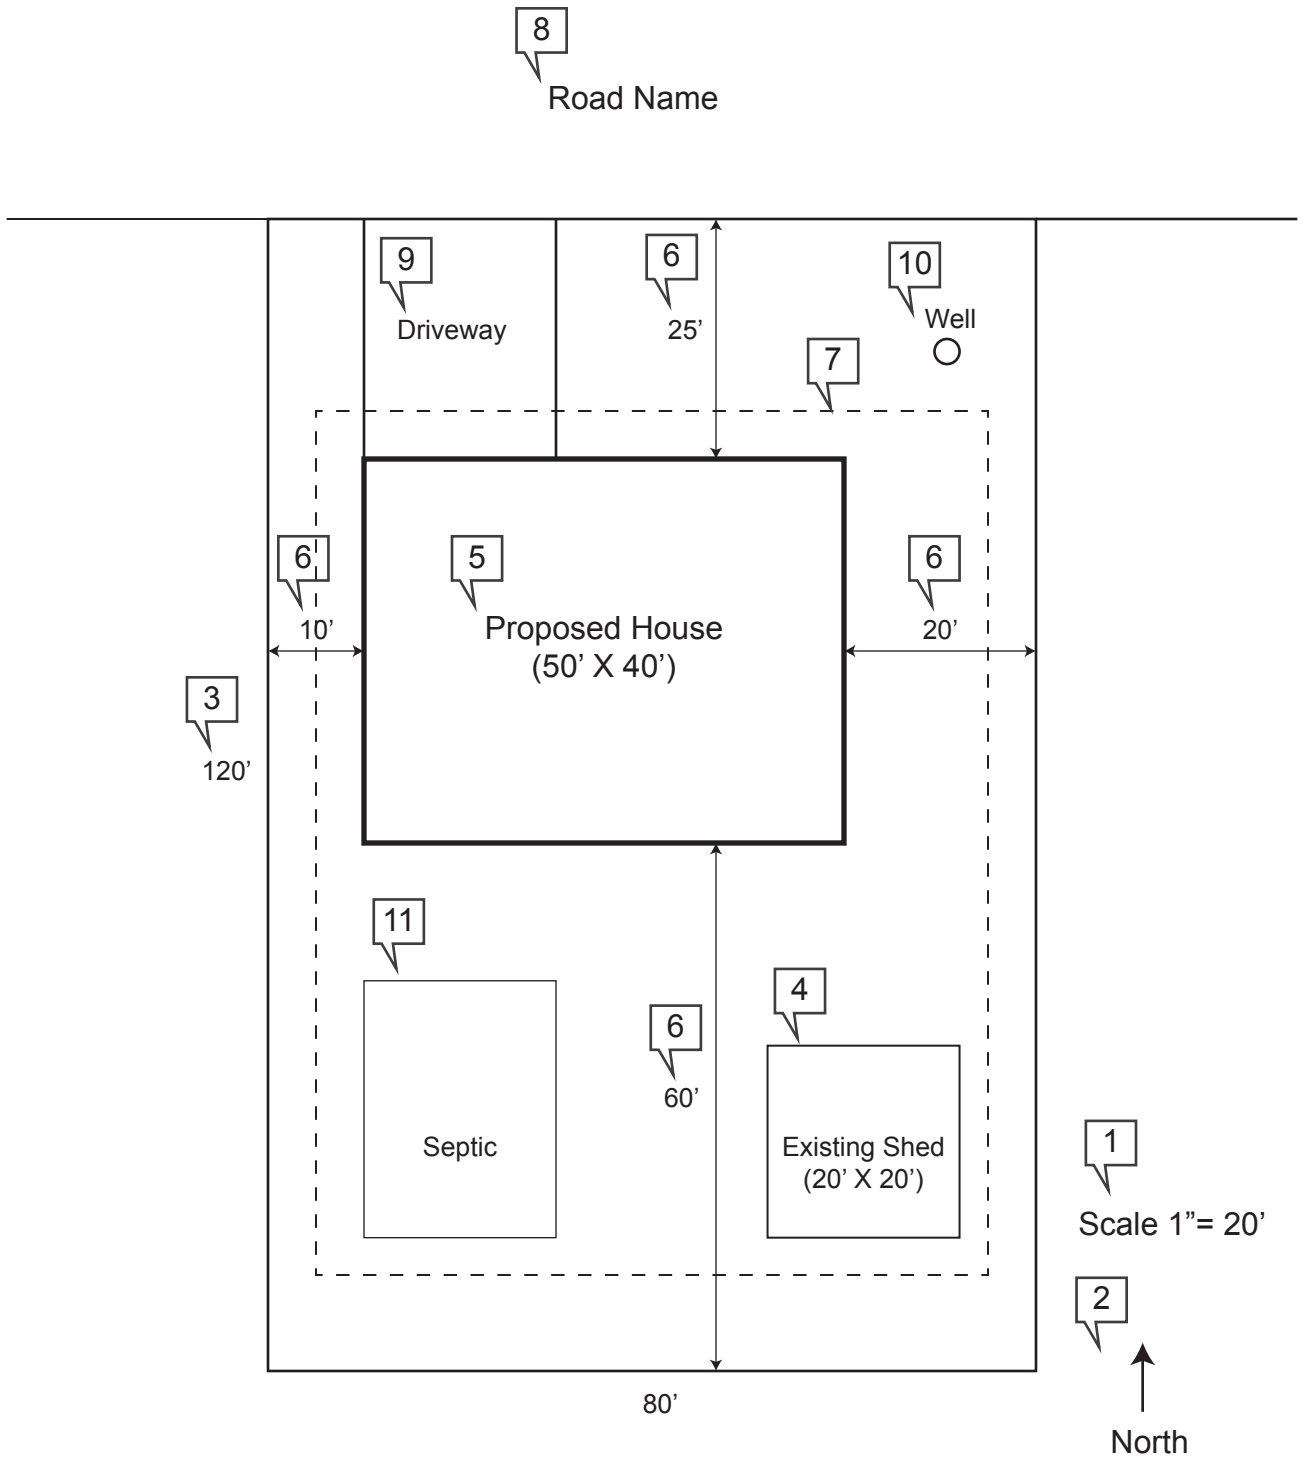 8
Road Name
9
Driveway
6
25’
10
Well
7
6
10’
5
Proposed House
(50’ X 40’)
6
20’
3
120’
11
Septic
6
60’
4
Existing Shed
(20’ X 20’)
1
Scale 1”= 20’
2
North
80’